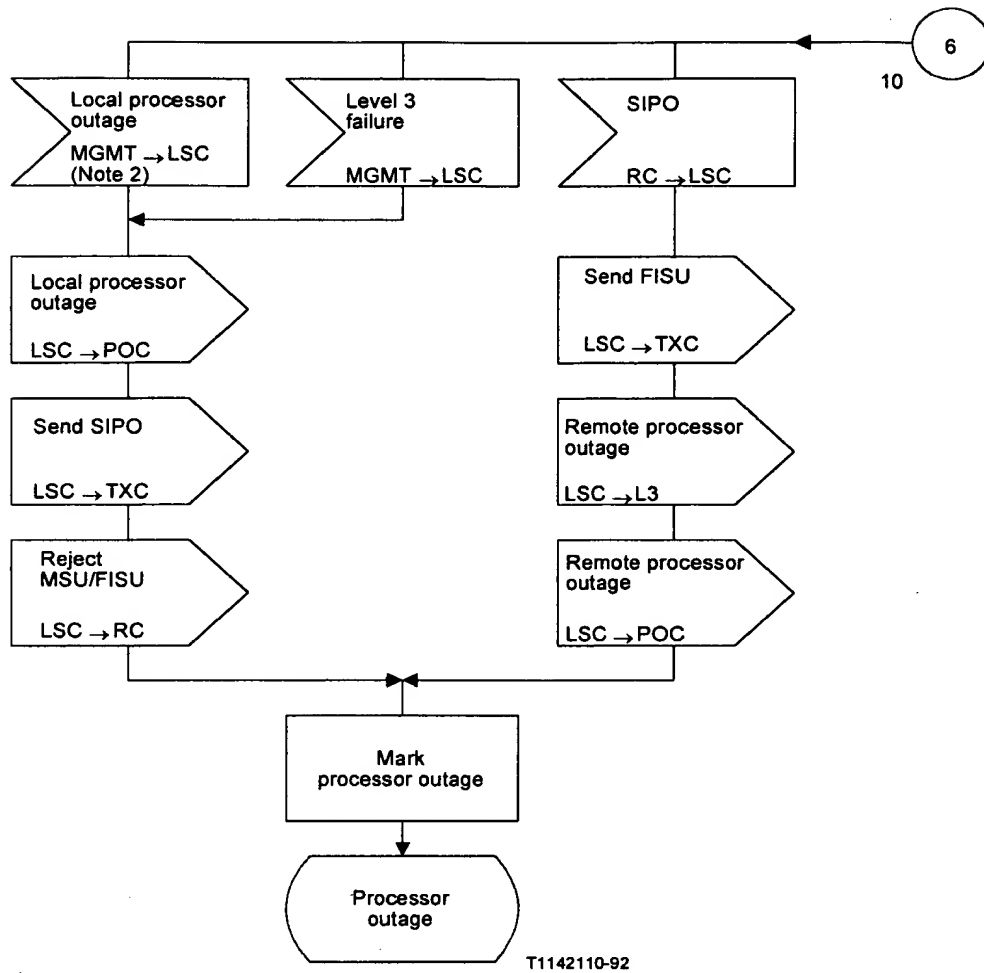 6
10
Local processor
outage
MGMT → LSC
(Note 2)
Level 3
failure
MGMT → LSC
SIPO
RC → LSC
Local processor
outage
LSC → POC
Send FISU
LSC → TXC
Send SIPO
LSC → TXC
Remote processor
outage
LSC → L3
Reject
MSU/FISU
LSC → RC
Remote processor
outage
LSC → POC
Mark
processor outage
Processor
outage
T1142110-92